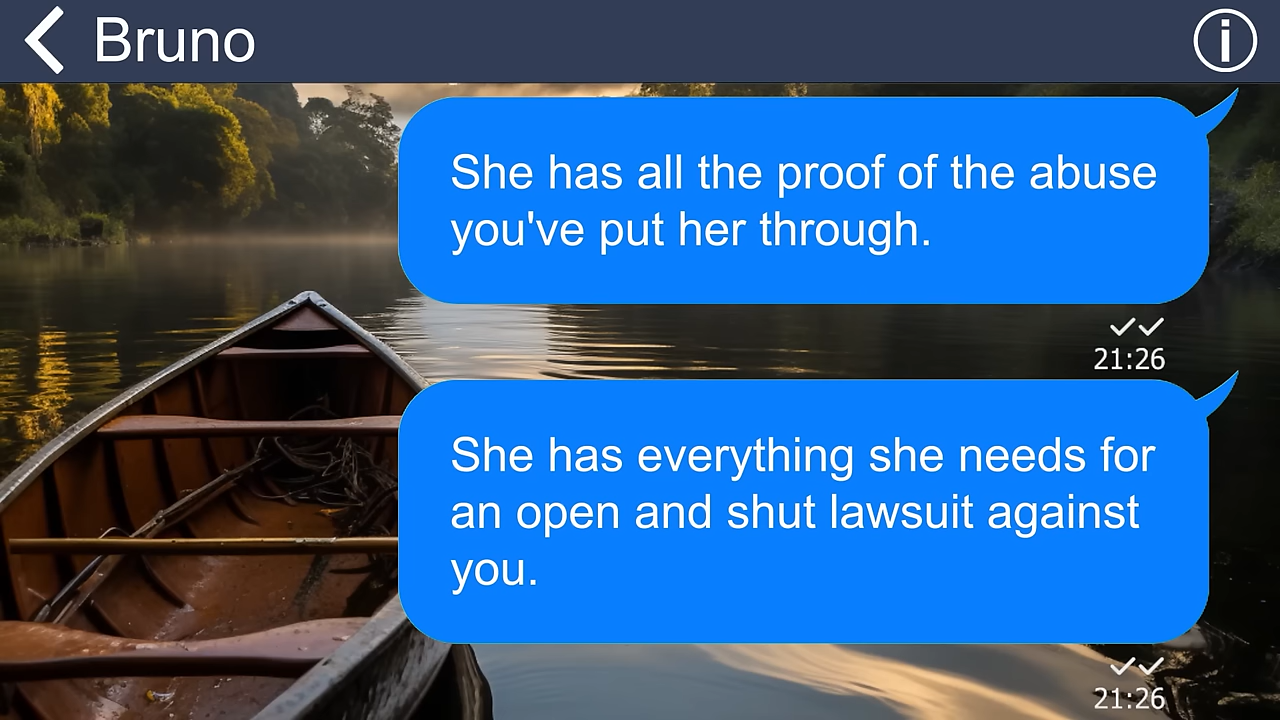 Bruno
She has all the proof of the abuse
you've put her through.
21:26
She has everything she needs for
an open and shut lawsuit against
you.
21:26